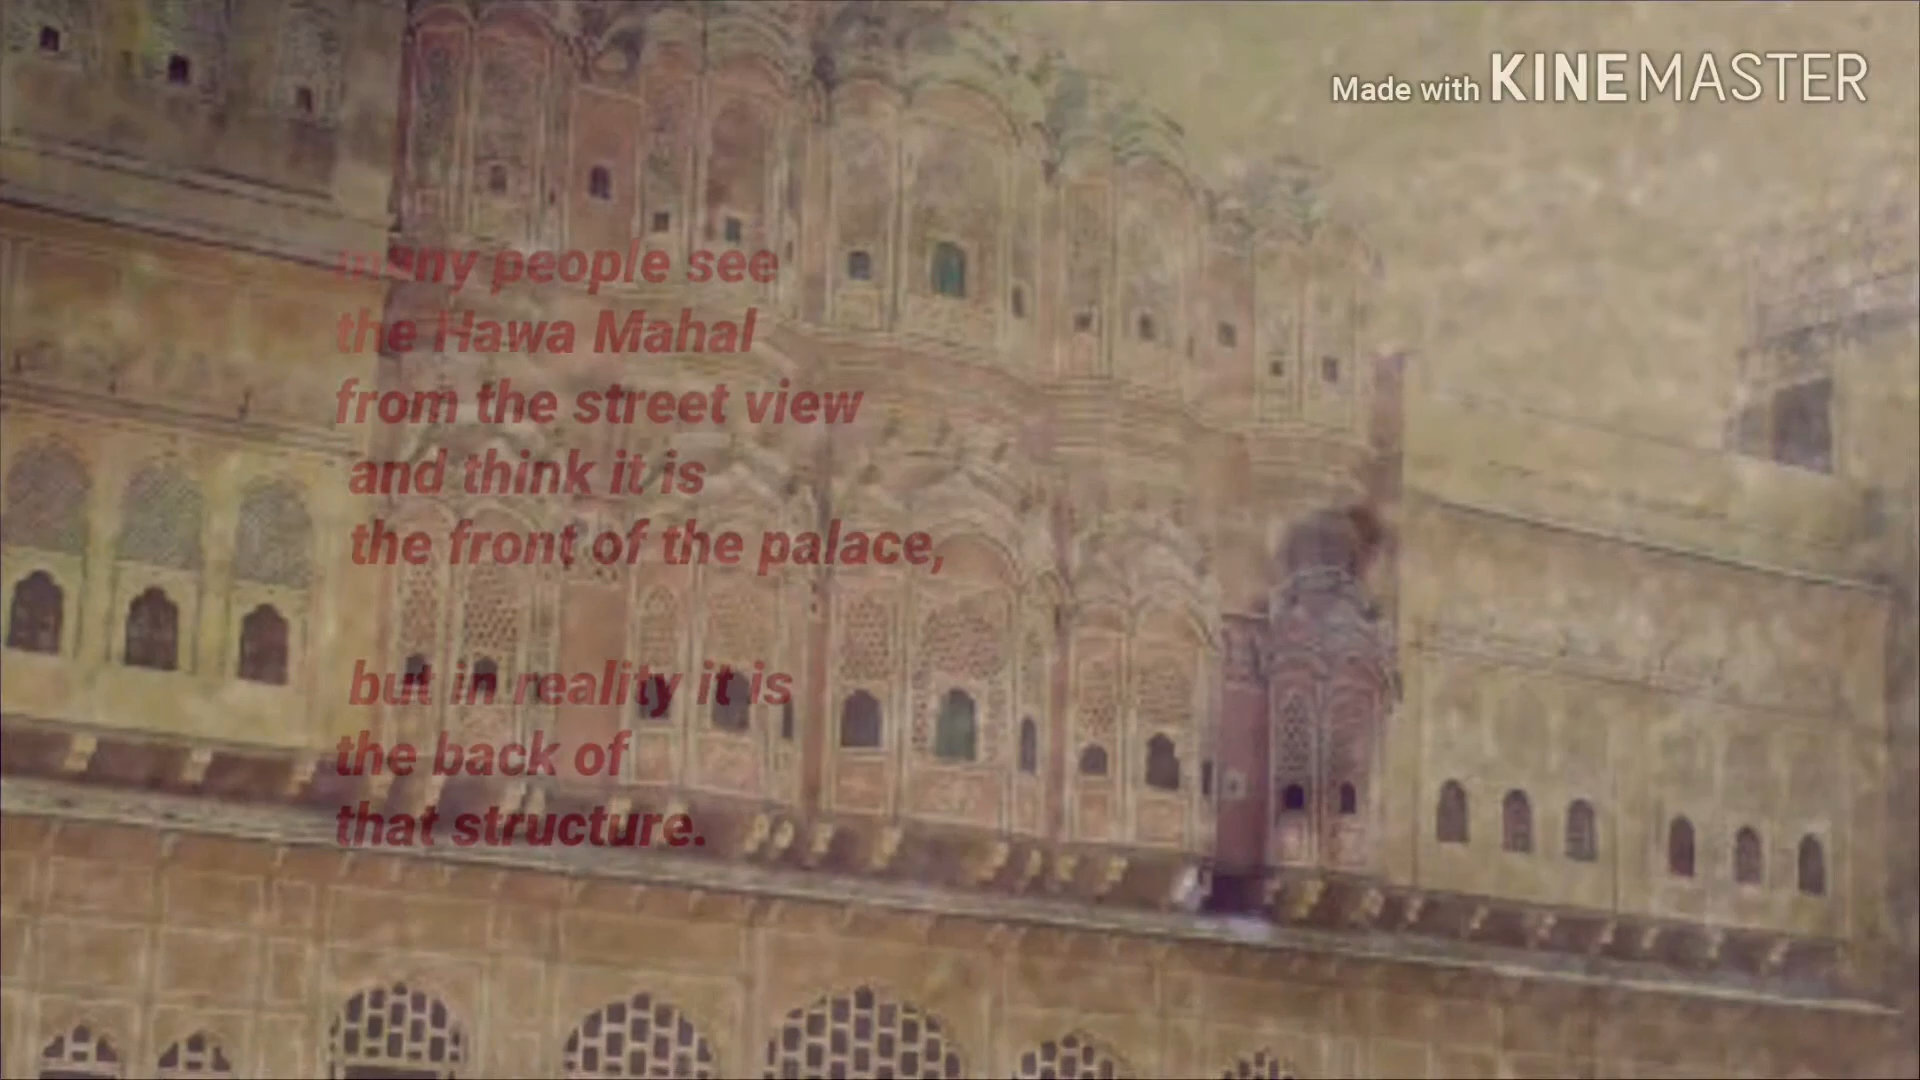 Made with KINEMASTER
many people see
the Hawa Mahal
from the street view
and think it is
the front of the palace,
but in reality it is
the back of
that structure.